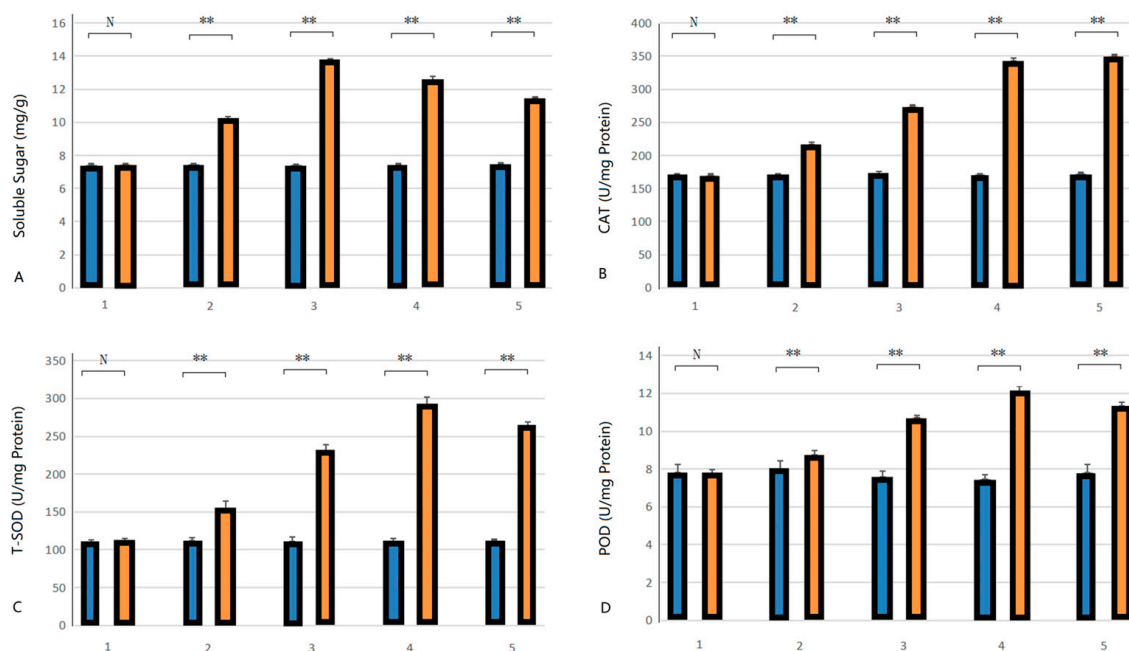 N ** ** ** **
16
14
12
10
8
6
4
2
0
Soluble Sugar (mg/g)
A
1 2 3 4 5
N ** ** ** **
400
350
300
250
200
150
100
50
0
CAT (U/mg Protein)
B
1 2 3 4 5
N ** ** ** **
350
300
250
200
150
100
50
0
T-SOD (U/mg Protein)
C
1 2 3 4 5
N ** ** ** **
14
12
10
8
6
4
2
0
POD (U/mg Protein)
D
1 2 3 4 5